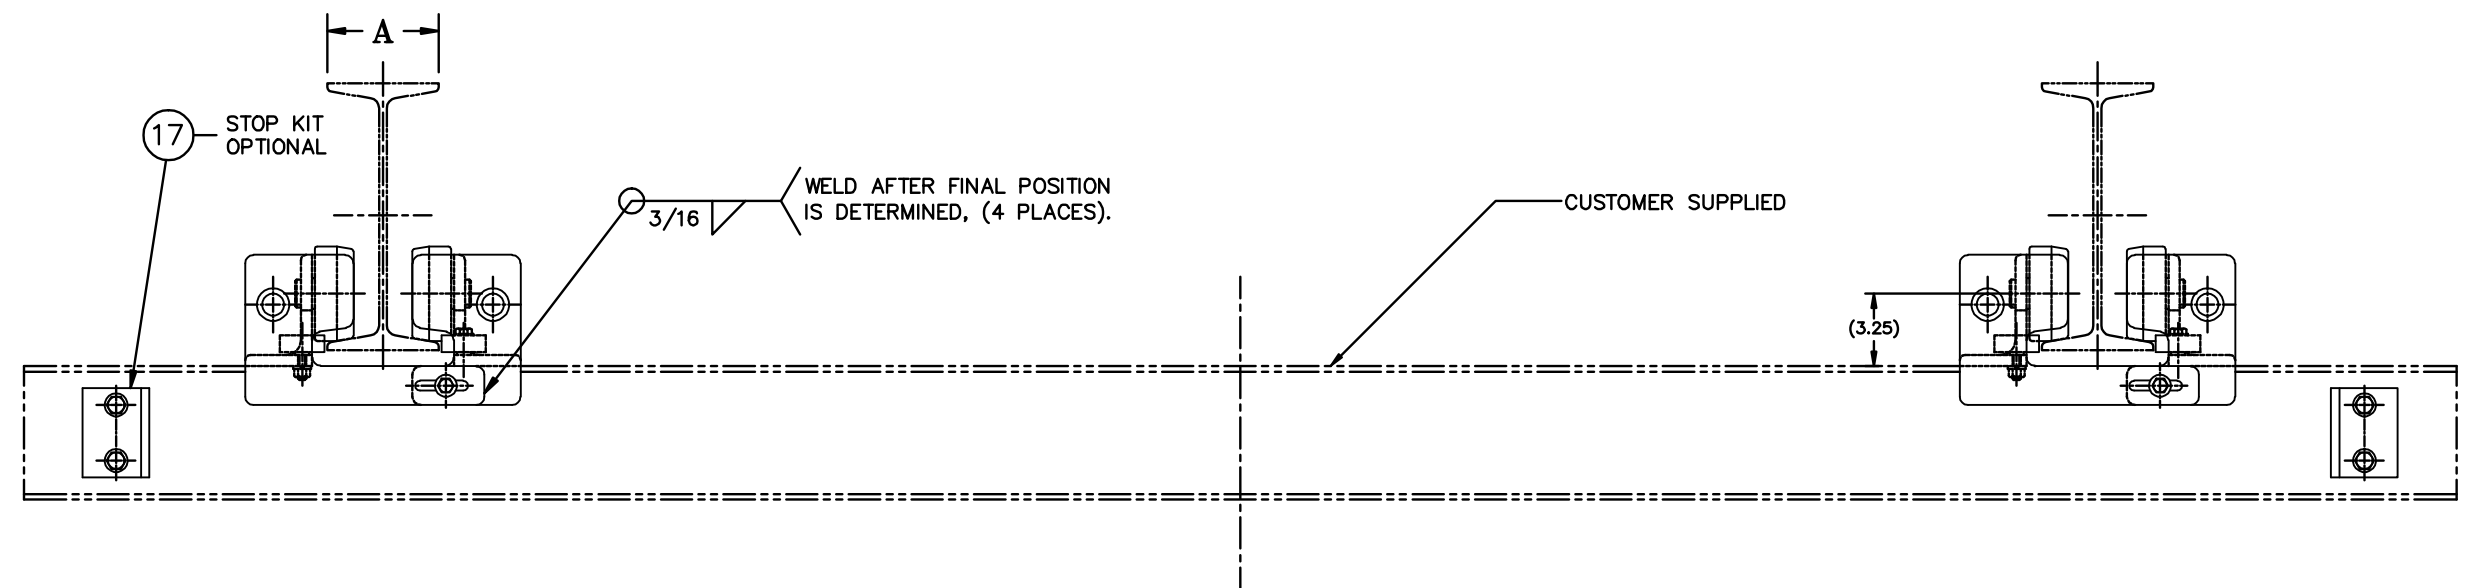 A
17
STOP KIT
OPTIONAL
3/16
WELD AFTER FINAL POSITION
IS DETERMINED, (4 PLACES).
CUSTOMER SUPPLIED
(3.25)